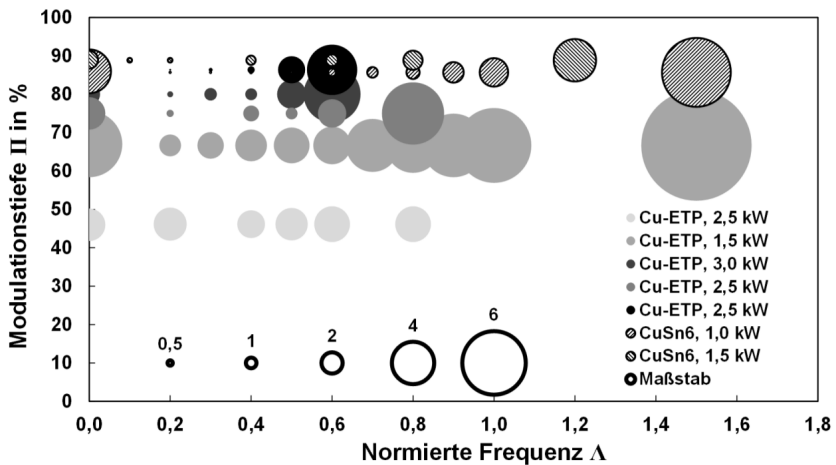 100
90
80
70
60
50
40
30
20
10
0
Modulationstiefe Π in %
0,5
1
2
4
6
Cu-ETP, 2,5 kW
Cu-ETP, 1,5 kW
Cu-ETP, 3,0 kW
Cu-ETP, 2,5 kW
Cu-ETP, 2,5 kW
CuSn6, 1,0 kW
CuSn6, 1,5 kW
Maßstab
0,0 0,2 0,4 0,6 0,8 1,0 1,2 1,4 1,6 1,8
Normierte Frequenz Λ